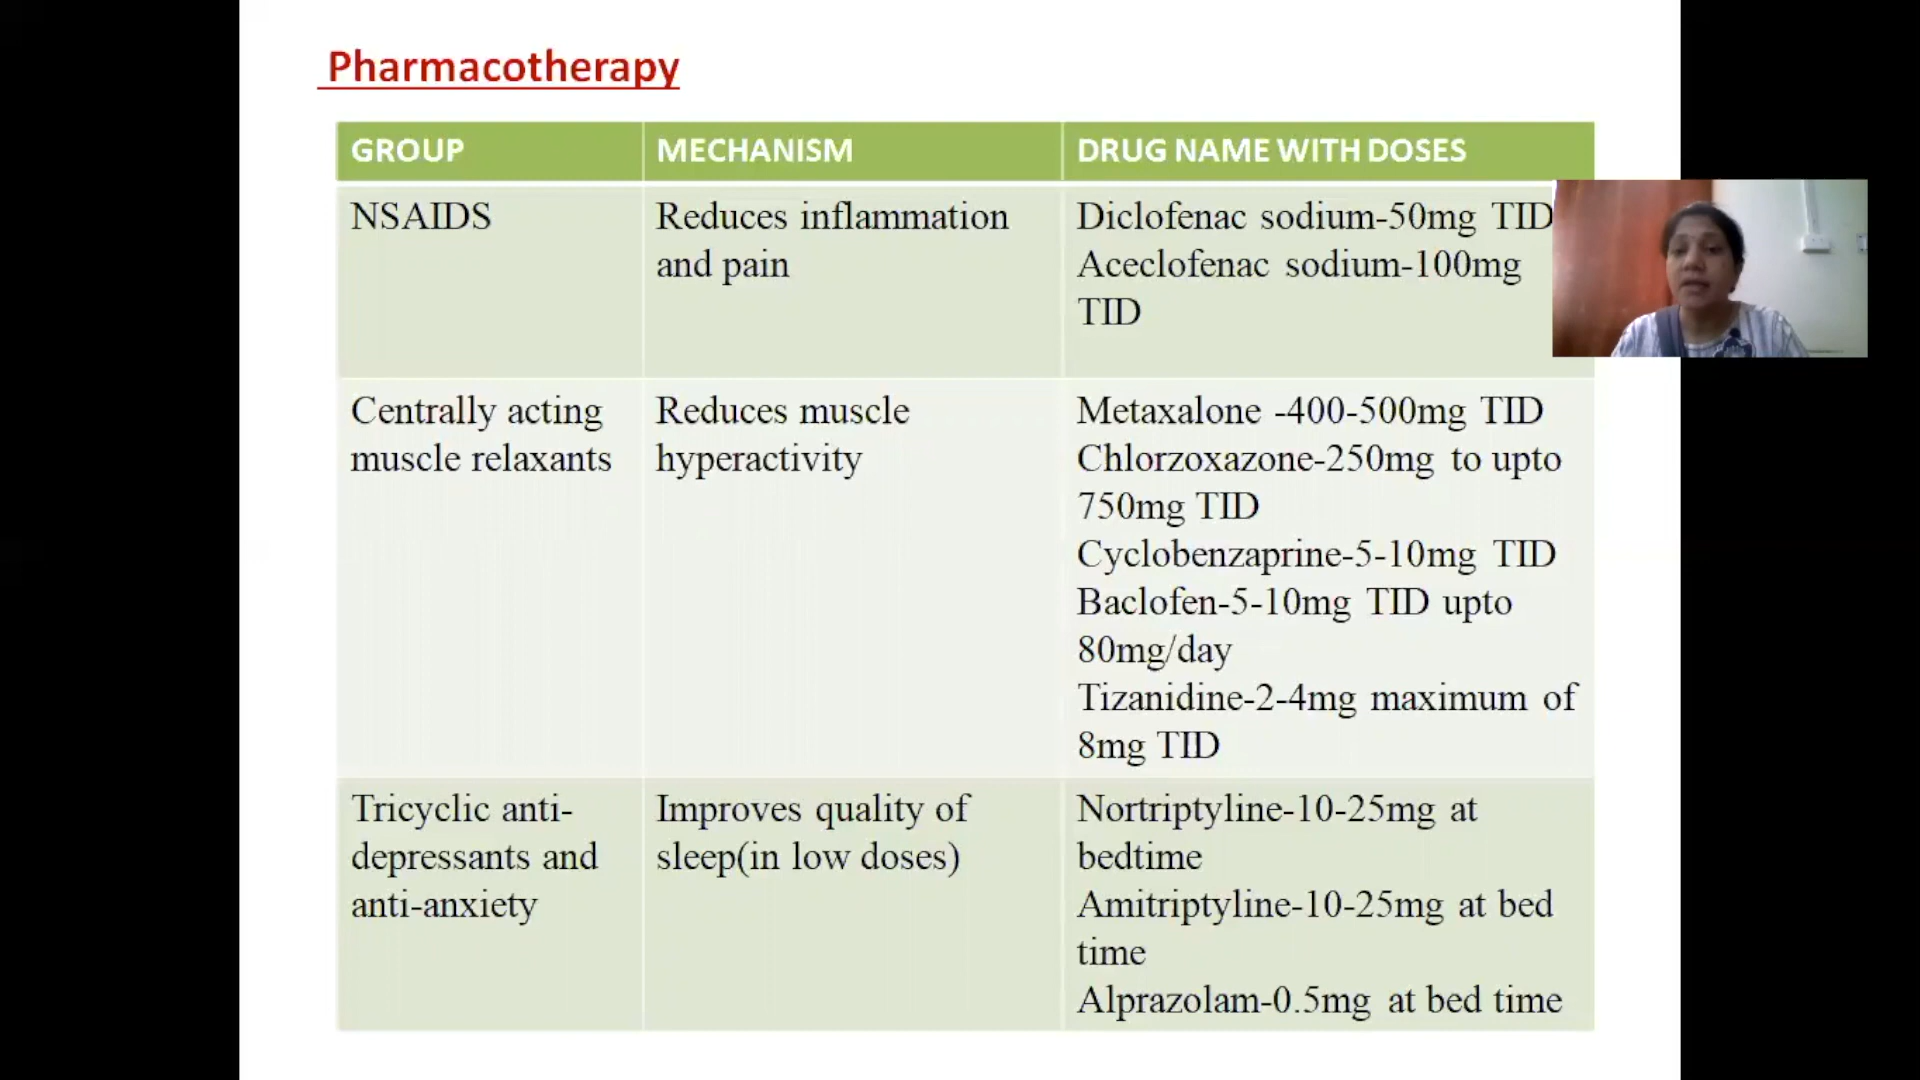 Pharmacotherapy
GROUP
MECHANISM
DRUG NAME WITH DOSES
NSAIDS
Reduces inflammation
and pain
Diclofenac sodium-50mg TID
Aceclofenac sodium-100mg
TID
Centrally acting
muscle relaxants
Reduces muscle
hyperactivity
Metaxalone -400-500mg TID
Chlorzoxazone-250mg to upto
750mg TID
Cyclobenzaprine-5-10mg TID
Baclofen-5-10mg TID upto
80mg/day
Tizanidine-2-4mg maximum of
8mg TID
Tricyclic anti-
depressants and
anti-anxiety
Improves quality of
sleep(in low doses)
Nortriptyline-10-25mg at
bedtime
Amitriptyline-10-25mg at bed
time
Alprazolam-0.5mg at bed time